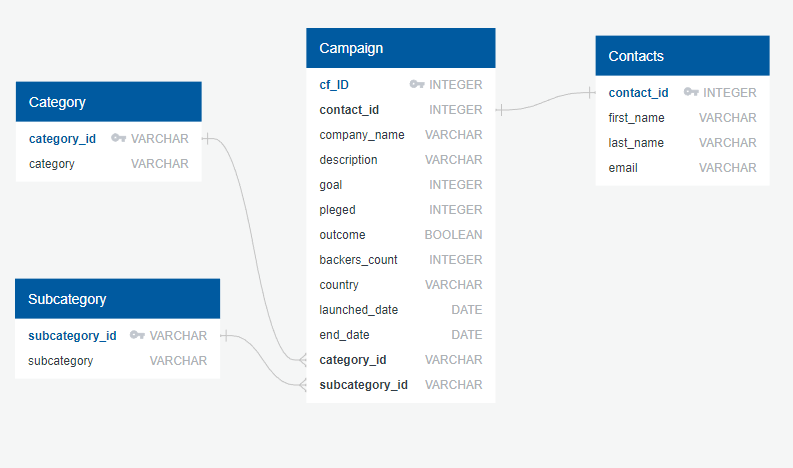 Category
category_id VARCHAR
category VARCHAR
Subcategory
subcategory_id VARCHAR
subcategory VARCHAR
Campaign
cf_ID INTEGER
contact_id INTEGER
company_name VARCHAR
description VARCHAR
goal INTEGER
pleged INTEGER
outcome BOOLEAN
backers_count INTEGER
country VARCHAR
launched_date DATE
end_date DATE
category_id VARCHAR
subcategory_id VARCHAR
Contacts
contact_id INTEGER
first_name VARCHAR
last_name VARCHAR
email VARCHAR